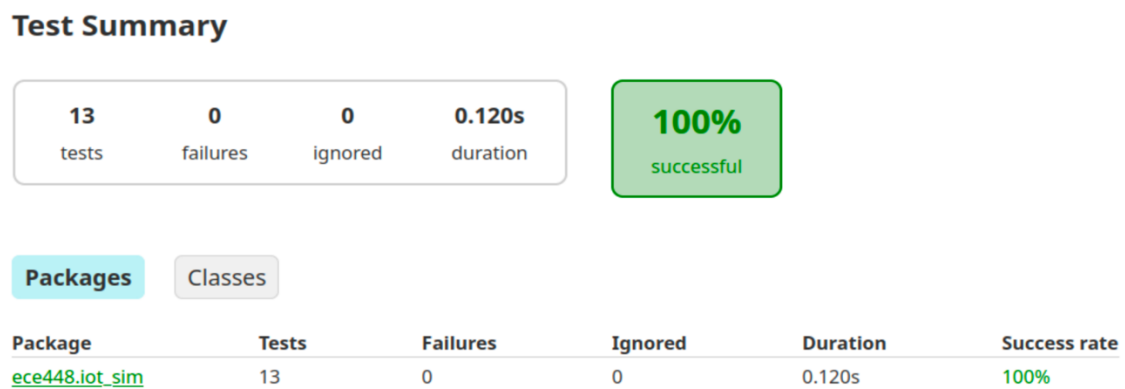 Test Summary
13 0 0 0.120s 100%
tests failures ignored duration successful
Packages Classes
Package Tests Failures Ignored Duration Success rate
ece448.iot_sim 13 0 0 0.120s 100%